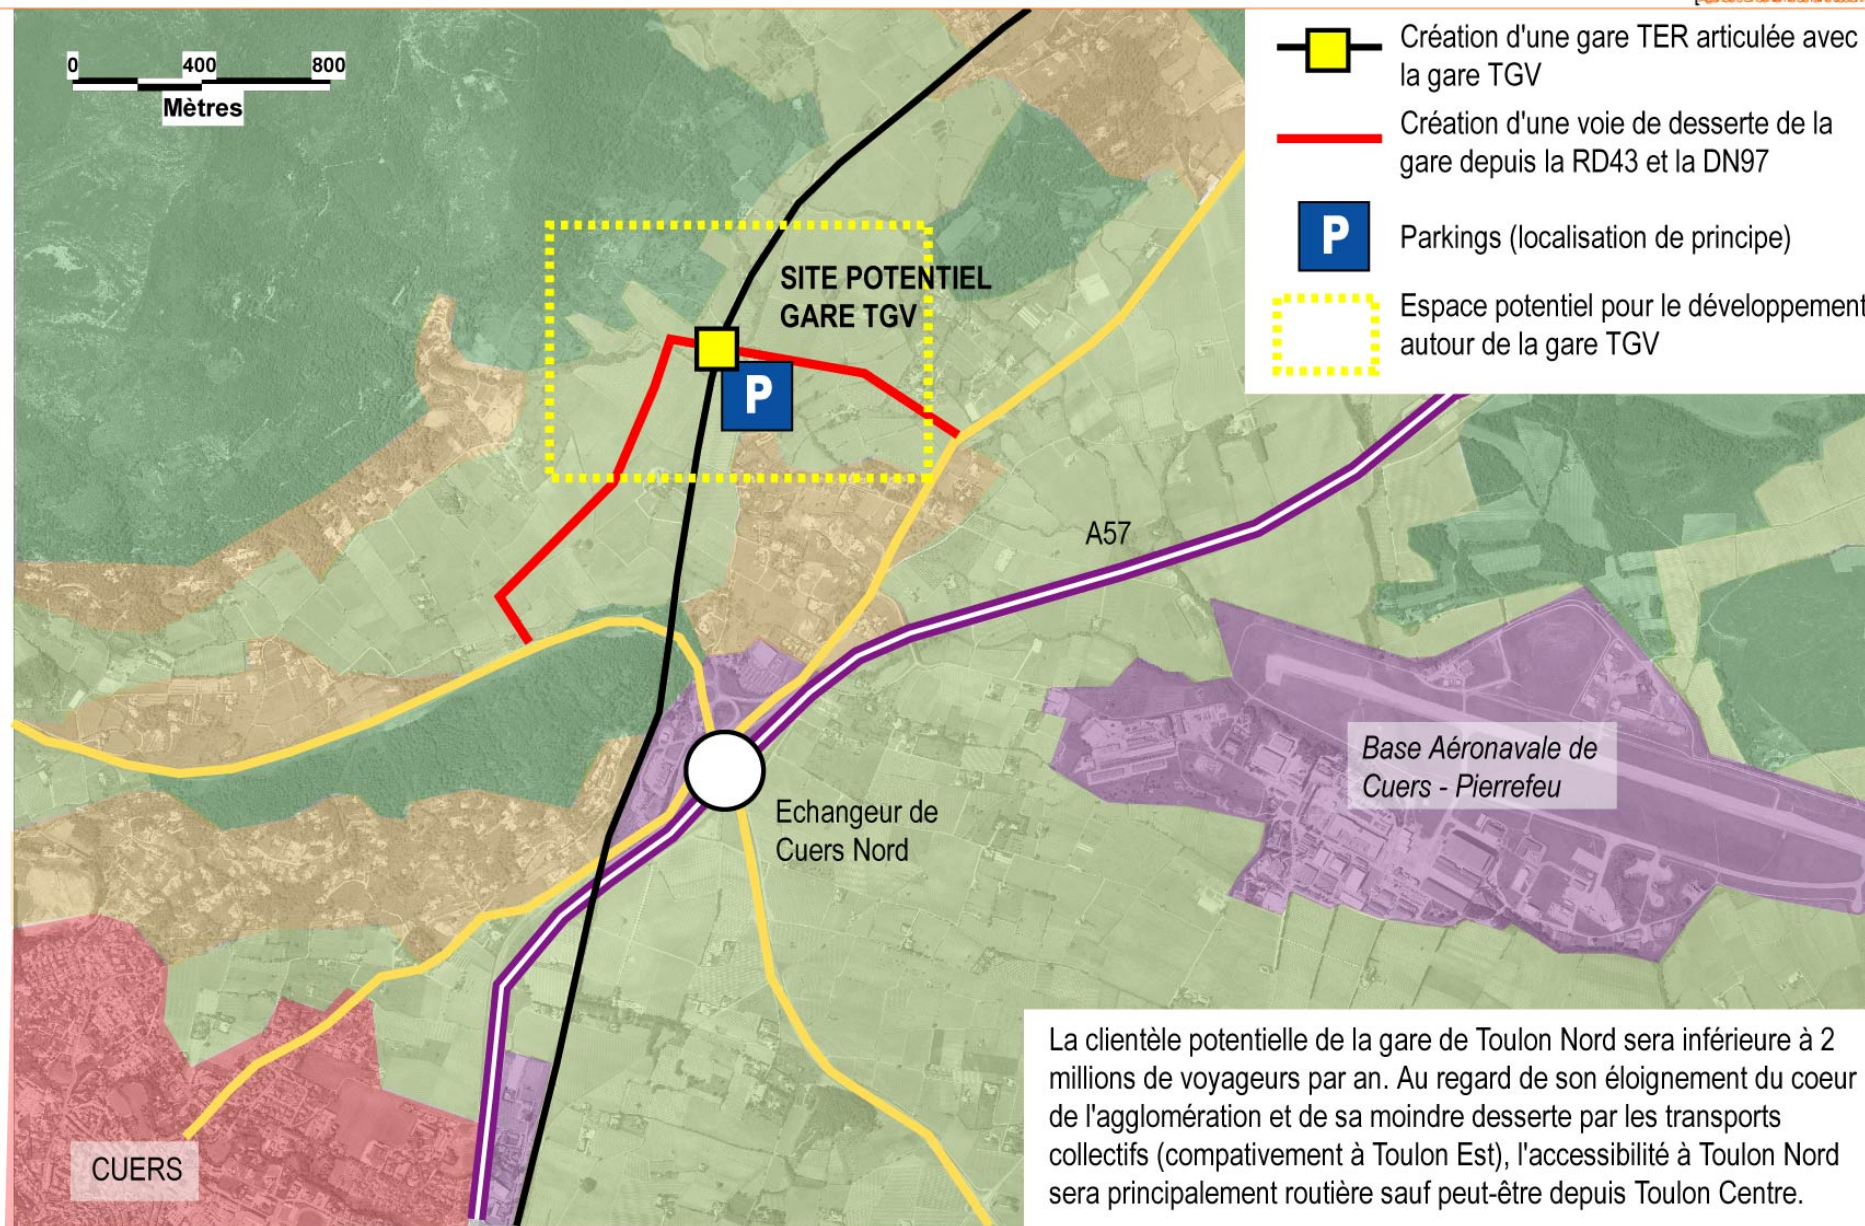 0 400 800
Mètres
Création d'une gare TER articulée avec
la gare TGV
Création d'une voie de desserte de la
gare depuis la RD43 et la DN97
P
Parkings (localisation de principe)
Espace potentiel pour le développement
autour de la gare TGV
SITE POTENTIEL
GARE TGV
P
A57
Base Aéronavale de
Cuers - Pierrefeu
Echangeur de
Cuers Nord
CUERS
La clientèle potentielle de la gare de Toulon Nord sera inférieure à 2
millions de voyageurs par an. Au regard de son éloignement du coeur
de l'agglomération et de sa moindre desserte par les transports
collectifs (compativement à Toulon Est), l'accessibilité à Toulon Nord
sera principalement routière sauf peut-être depuis Toulon Centre.